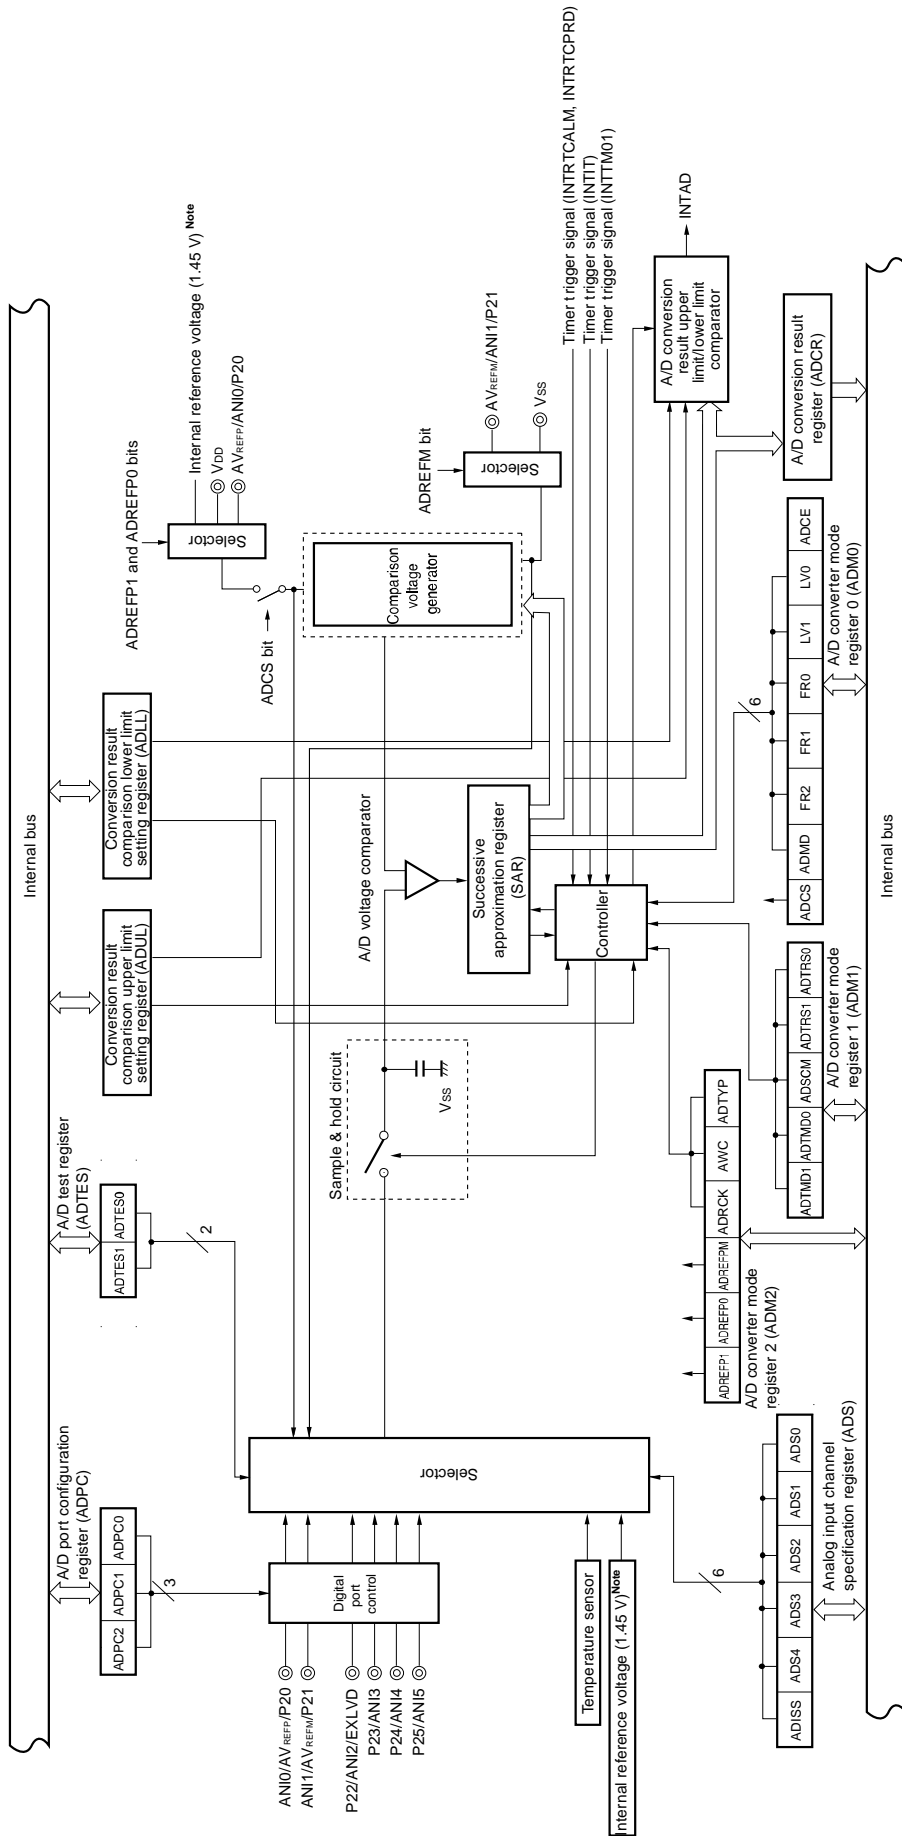 Internal bus
A/D port configuration
register (ADPC)
ADPC2 ADPC1 ADPC0
3
A/D test register
(ADTES)
ADTES1 ADTES0
2
Conversion result
comparison upper limit
setting register (ADUL)
Conversion result
comparison lower limit
setting register (ADLL)
ADREFP1 and ADREFP0 bits
Selector
Internal reference voltage (1.45 V) Note
VDD
AVREFP/ANI0/P20
ADCS bit
Comparison
voltage
generator
ADREFM bit
Selector
AVREFM/ANI1/P21
VSS
ANI0/AVREFP/P20
ANI1/AVREFM/P21
P22/ANI2/EXLVD
P23/ANI3
P24/ANI4
P25/ANI5
Digital
port
control
Selector
Sample & hold circuit
VSS
A/D voltage comparator
Successive
approximation register
(SAR)
Controller
Timer trigger signal (INTRTCALM, INTRTCPRD)
Timer trigger signal (INTIT)
Timer trigger signal (INTTM01)
A/D conversion
result upper
limit/lower limit
comparator
INTAD
Temperature sensor
Internal reference voltage (1.45 V) Note
6
ADISS ADS4 ADS3 ADS2 ADS1 ADS0
Analog input channel
specification register (ADS)
ADREFP1 ADREFP0 ADREFPM ADRCK AWC ADTYP
A/D converter mode
register 2 (ADM2)
ADTMD1 ADTMD0 ADSCM ADTRS1 ADTRS0
A/D converter mode
register 1 (ADM1)
6
ADCS ADMD FR2 FR1 FR0 LV1 LV0 ADCE
A/D converter mode
register 0 (ADM0)
A/D conversion result
register (ADCR)
Internal bus